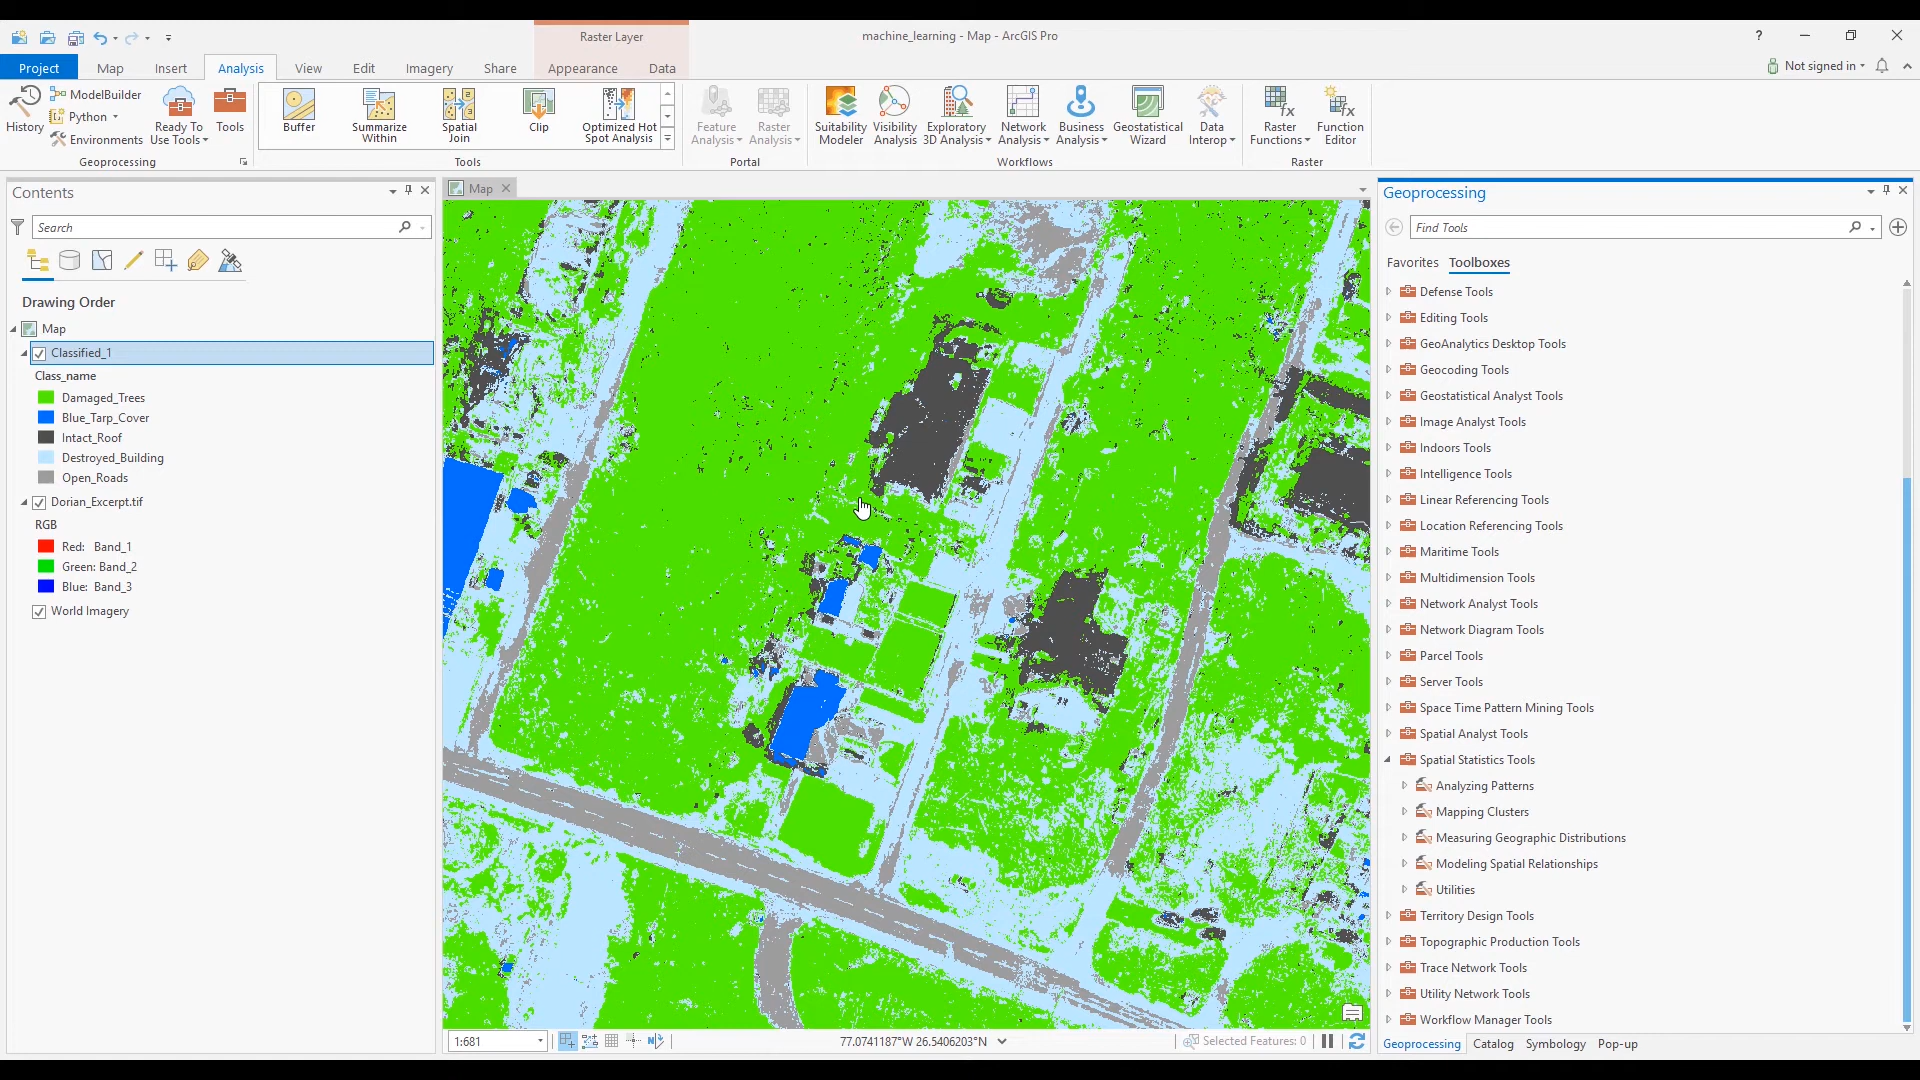 Raster Layer
machine_learning - Map - ArcGIS Pro
?
Project
Map
Insert
Analysis
View
Edit
Imagery
Share
Appearance
Data
Not signed in
History
ModelBuilder
Python
Environments
Ready To Use Tools
Tools
Geoprocessing
Buffer
Summarize Within
Spatial Join
Clip
Optimized Hot Spot Analysis
Tools
Feature Analysis
Raster Analysis
Portal
Suitability Modeler
Visibility Analysis
Exploratory 3D Analysis
Network Analysis
Business Analysis
Geostatistical Wizard
Data Interop
Workflows
Raster Functions
Function Editor
Raster
Contents
Search
Drawing Order
Map
Classified_1
Class_name
Damaged_Trees
Blue_Tarp_Cover
Intact_Roof
Destroyed_Building
Open_Roads
Dorian_Excerpt.tif
RGB
Red: Band_1
Green: Band_2
Blue: Band_3
World Imagery
Map
1:681
77.0741187°W 26.5406203°N
Selected Features: 0
Geoprocessing
Find Tools
Favorites
Toolboxes
Defense Tools
Editing Tools
GeoAnalytics Desktop Tools
Geocoding Tools
Geostatistical Analyst Tools
Image Analyst Tools
Indoors Tools
Intelligence Tools
Linear Referencing Tools
Location Referencing Tools
Maritime Tools
Multidimension Tools
Network Analyst Tools
Network Diagram Tools
Parcel Tools
Server Tools
Space Time Pattern Mining Tools
Spatial Analyst Tools
Spatial Statistics Tools
Analyzing Patterns
Mapping Clusters
Measuring Geographic Distributions
Modeling Spatial Relationships
Utilities
Territory Design Tools
Topographic Production Tools
Trace Network Tools
Utility Network Tools
Workflow Manager Tools
Geoprocessing
Catalog
Symbology
Pop-up